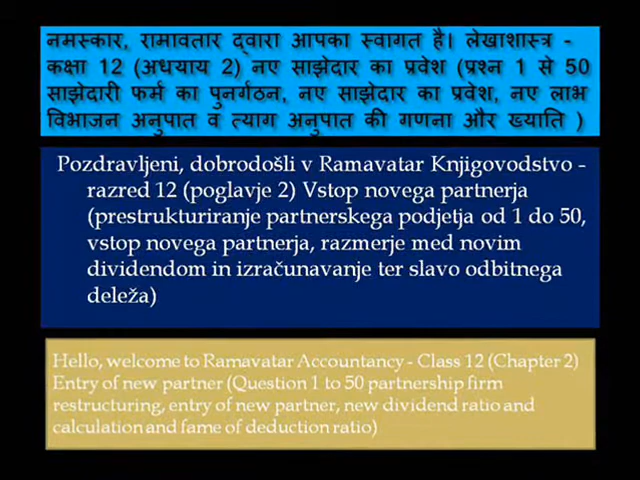 नमस्कार, रामावतार द्वारा आपका स्वागत है। लेखाशास्त्र -
कक्षा 12 (अधयाय 2) नए साझेदार का प्रवेश (प्रश्न 1 से 50
साझेदारी फर्म का पुनर्गठन, नए साझेदार का प्रवेश, नए लाभ
विभाजन अनुपात व त्याग अनुपात की गणना और ख्याति )
Pozdravljeni, dobrodošli v Ramavatar Knjigovodstvo -
razred 12 (poglavje 2) Vstop novega partnerja
(prestrukturiranje partnerskega podjetja od 1 do 50,
vstop novega partnerja, razmerje med novim
dividendom in izračunavanje ter slavo odbitnega
deleža)
Hello, welcome to Ramavatar Accountancy - Class 12 (Chapter 2)
Entry of new partner (Question 1 to 50 partnership firm
restructuring, entry of new partner, new dividend ratio and
calculation and fame of deduction ratio)